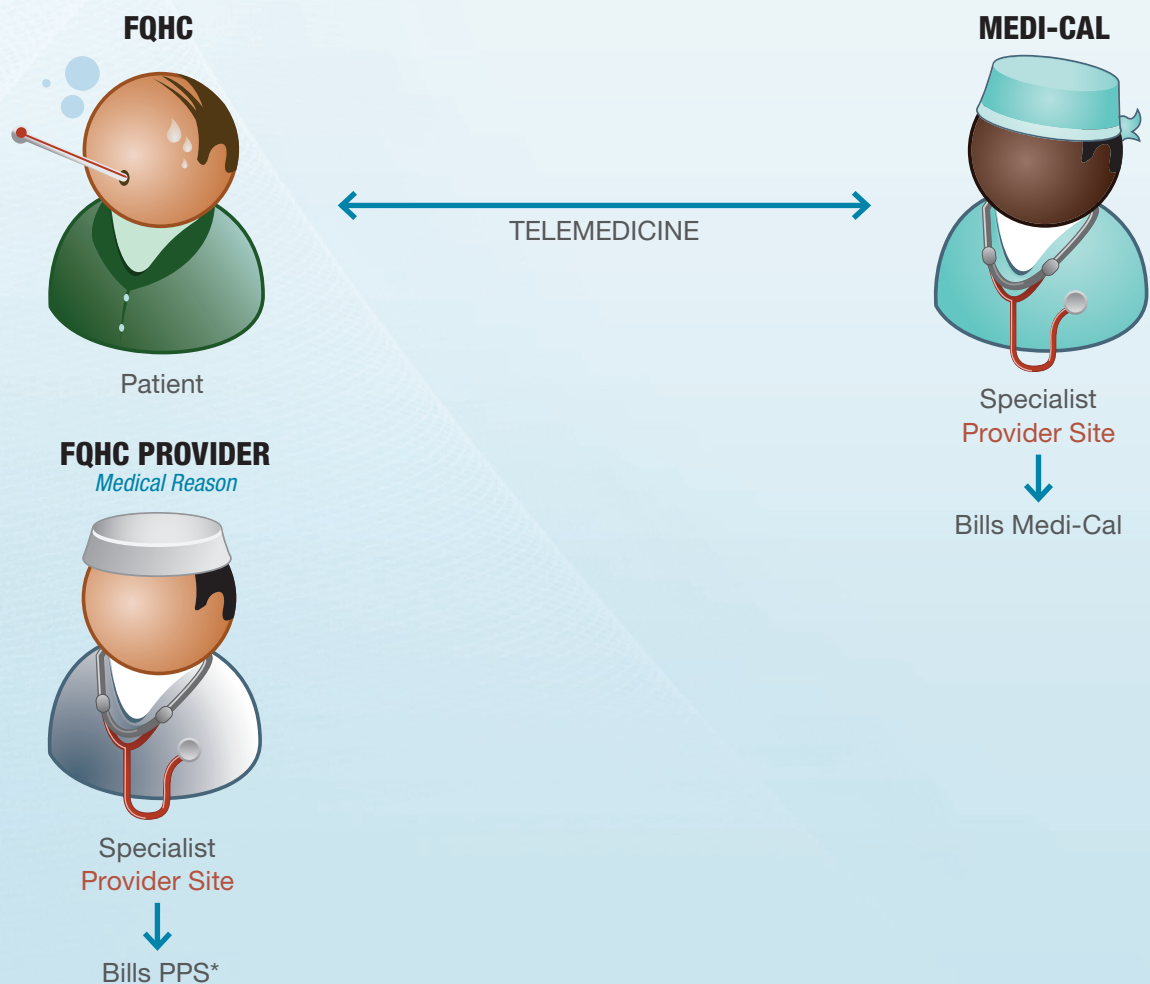 FQHC
MEDI-CAL
TELEMEDICINE
Patient
Specialist
Provider Site
Bills Medi-Cal
FQHC PROVIDER
Medical Reason
Specialist
Provider Site
Bills PPS*